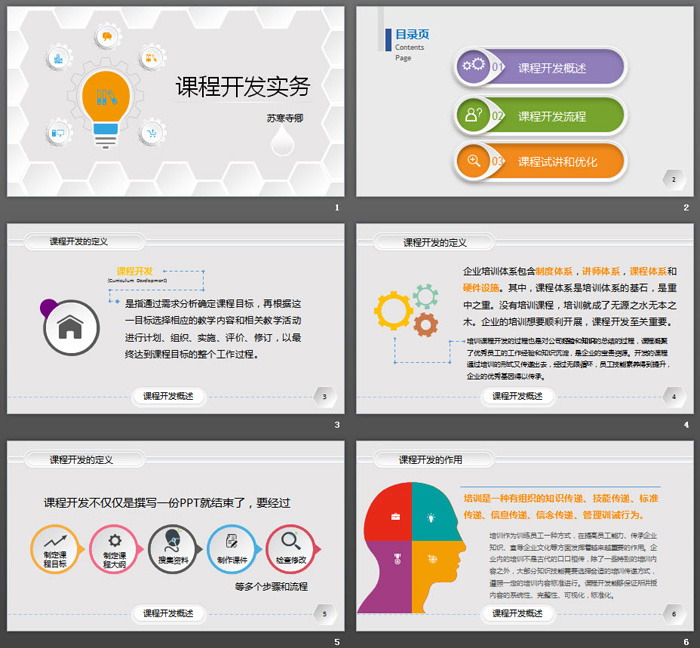 课程开发实务
苏寒寺卿
1
目录页
Contents
Page
01 课程开发概述
02 课程开发流程
03 课程试讲和优化
2
2
课程开发的定义
课程开发
(Curriculum Development)
是指通过需求分析确定课程目标，再根据这
一目标选择相应的教学内容和相关教学活动
进行计划、组织、实施、评价、修订，以最
终达到课程目标的整个工作过程。
课程开发概述
3
3
课程开发的定义
企业培训体系包含制度体系，讲师体系，课程体系和
硬件设施。其中，课程体系是培训体系的基石，是重
中之重。没有培训课程，培训就成了无源之水无本之
木。企业的培训想要顺利开展，课程开发至关重要。
培训课程开发的过程也是对公司经验和知识的总结的过程，课程凝聚
了优秀员工的工作经验和知识沉淀，是企业的宝贵资源。开发的课程
通过培训的形式又传递出去，经过无限循环，员工技能素养得到提升，
企业的优秀基因得以传承。
课程开发概述
4
4
课程开发的定义
课程开发不仅仅是撰写一份PPT就结束了，要经过
制定课
程目标
制定课
程大纲
搜集资料
制作课件
检查修改
等多个步骤和流程
课程开发概述
5
5
课程开发的作用
培训是一种有组织的知识传递、技能传递、标准
传递、信息传递、信念传递、管理训诫行为。
培训作为训练员工一种方式，在提高员工能力、传承企业
知识、宣导企业文化等方面发挥着越来越重要的作用。企
业内的培训不是古代的口口相传，除了一些特别的培训内
容之外，大部分知识技能需要选择合适的培训传递方式，
遵循一定的培训内容标准进行。课程开发能够保证所讲授
内容的系统性、完整性、可视化、标准化。
课程开发概述
6
6